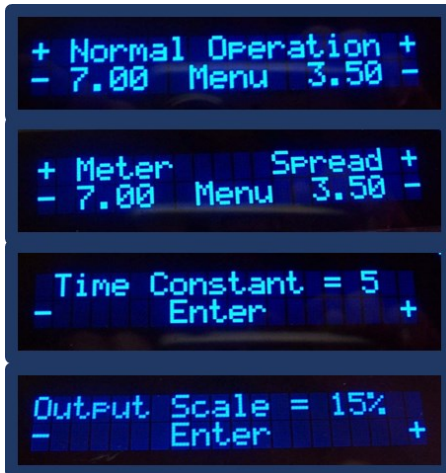 + Normal Operation +
- 7.00 Menu 3.50 -
+ Meter Spread +
- 7.00 Menu 3.50 -
Time Constant = 5
- Enter +
Output Scale = 15%
- Enter +